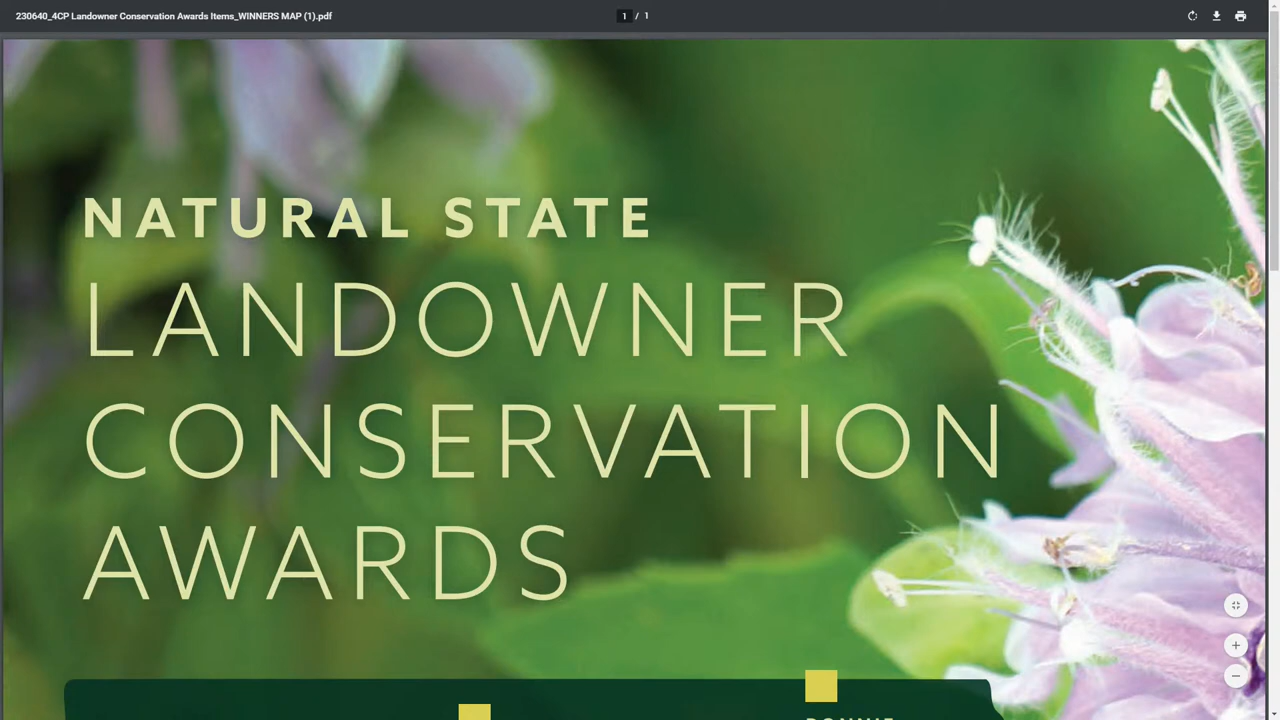 230640_4CP Landowner Conservation Awards Items_WINNERS MAP (1).pdf
1 / 1
NATURAL STATE
LANDOWNER
CONSERVATION
AWARDS